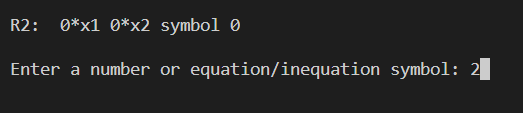 R2:  0*x1 0*x2 symbol 0
Enter a number or equation/inequation symbol: 2